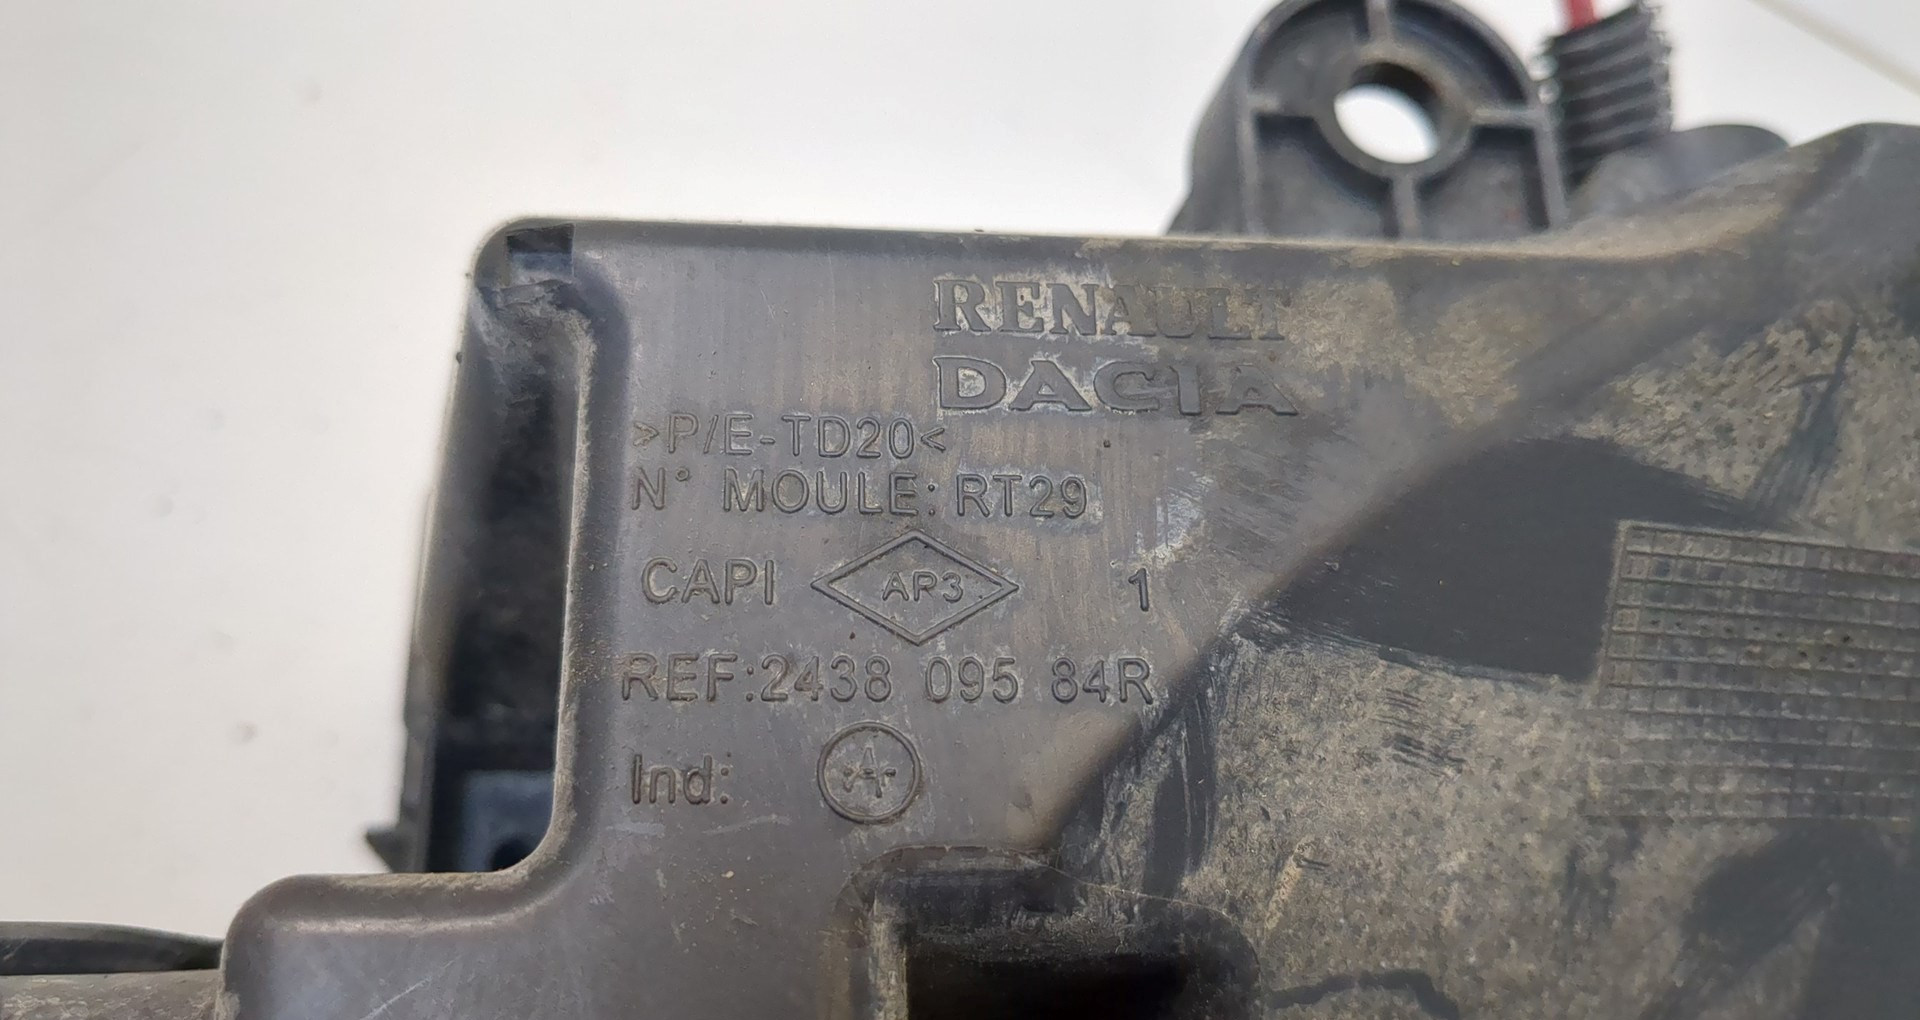 RENAULT
DACIA
>P/E-TD20<
N° MOULE: RT29
CAPI AP3 1
REF:2438 095 84R
Ind: A